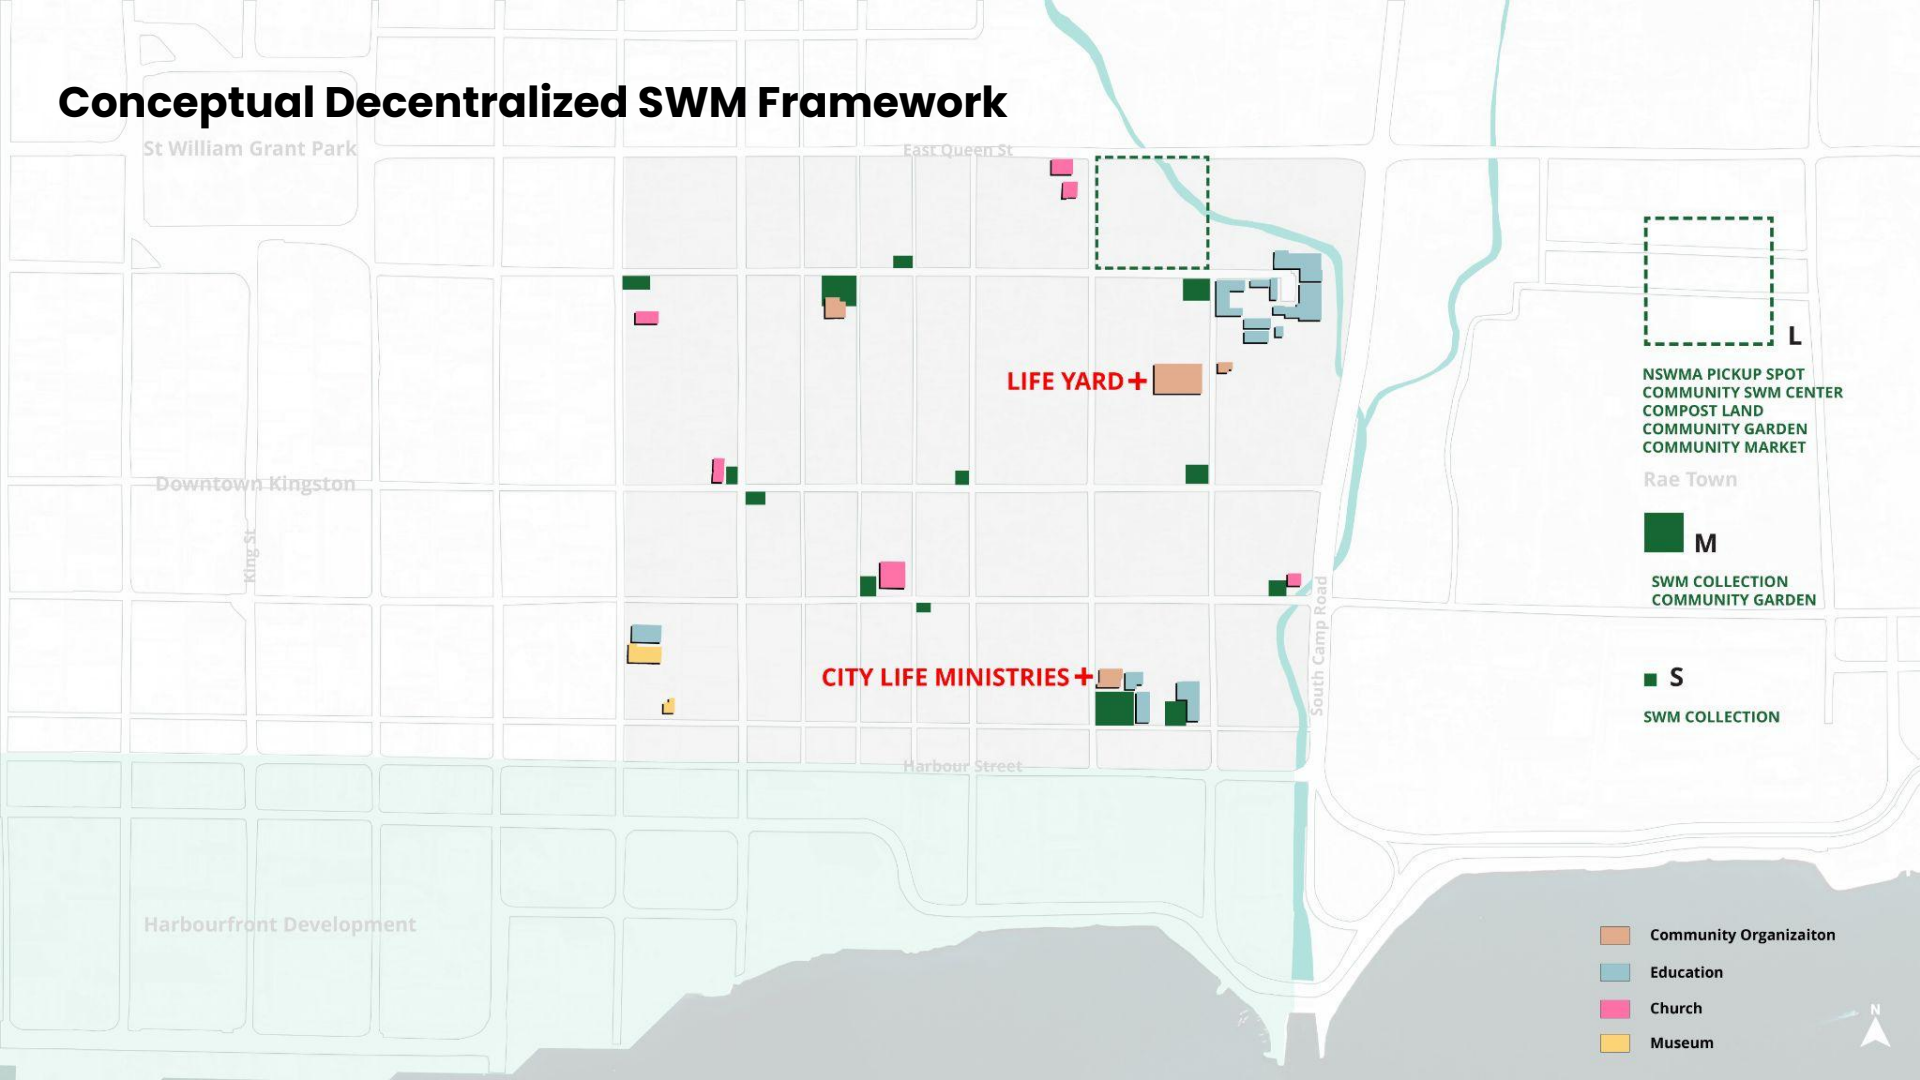 Conceptual Decentralized SWM Framework
St William Grant Park
East Queen St
L
LIFE YARD+
NSWMA PICKUP SPOT
COMMUNITY SWM CENTER
COMPOST LAND
COMMUNITY GARDEN
COMMUNITY MARKET
Downtown Kingston
Rae Town
King St
M
SWM COLLECTION
COMMUNITY GARDEN
South Camp Road
CITY LIFE MINISTRIES+
S
SWM COLLECTION
Harbour Street
Harbourfront Development
Community Organizaiton
Education
Church
Museum
N